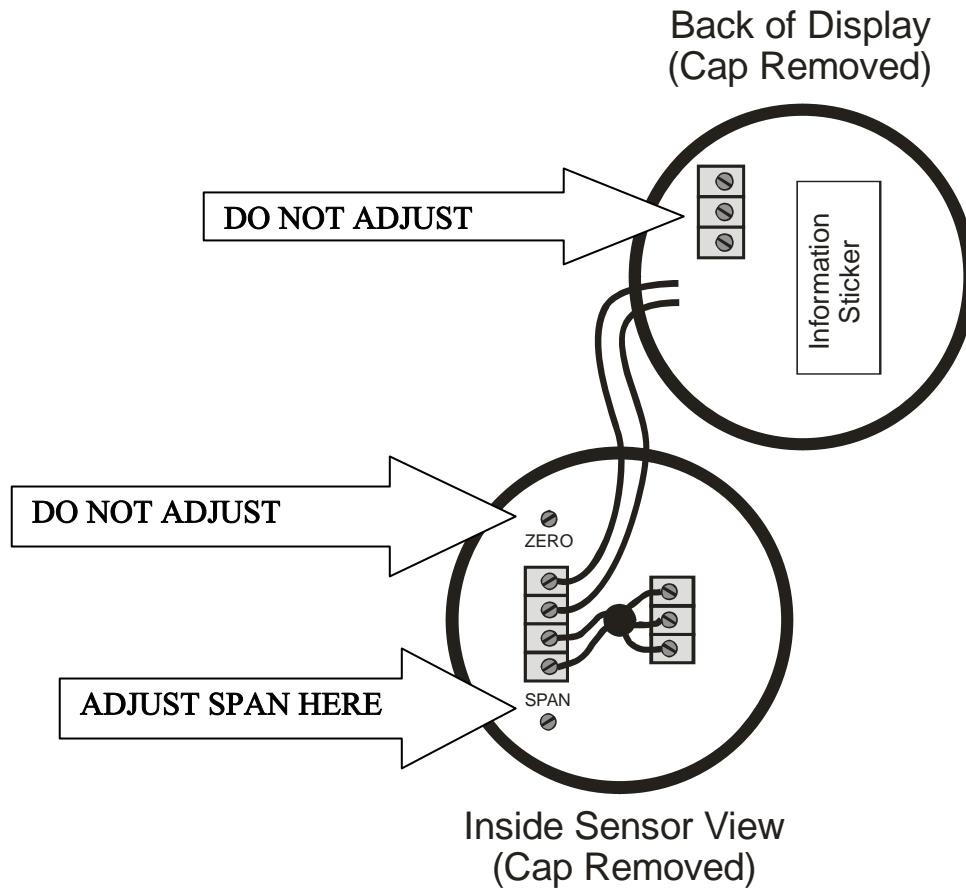 Back of Display
(Cap Removed)
DO NOT ADJUST
Information
Sticker
DO NOT ADJUST
ZERO
ADJUST SPAN HERE
SPAN
Inside Sensor View
(Cap Removed)